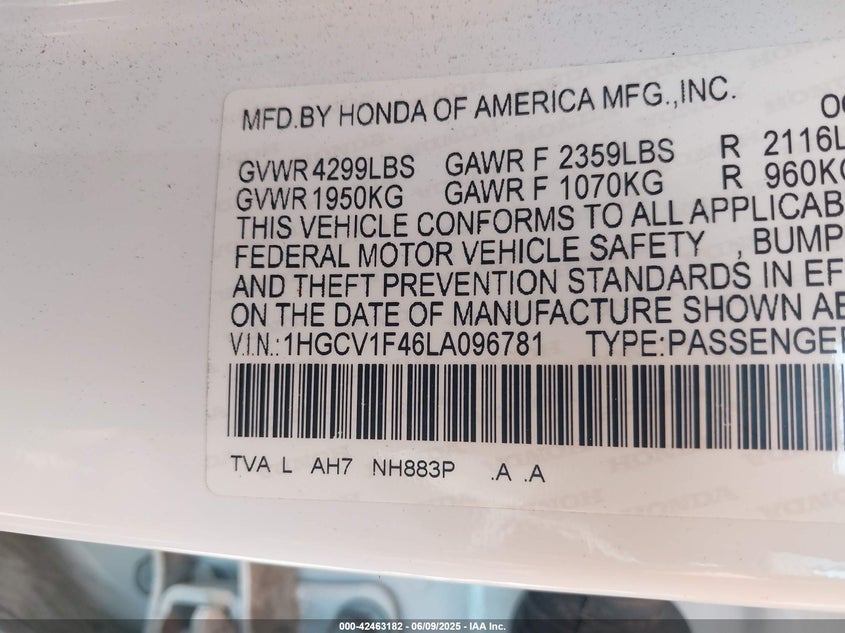 MFD.BY HONDA OF AMERICA MFG.,INC.
GVWR 4299LBS GAWR F 2359LBS R 2116L
GVWR 1950KG GAWR F 1070KG R 960KG
THIS VEHICLE CONFORMS TO ALL APPLICAB
FEDERAL MOTOR VEHICLE SAFETY , BUMP
AND THEFT PREVENTION STANDARDS IN EF
ON THE DATE OF MANUFACTURE SHOWN AB
V.I.N.: 1HGCV1F46LA096781 TYPE:PASSENGER
TVA L AH7 NH883P .A .A
000-42463182 | 06/09/2025 - IAA Inc.